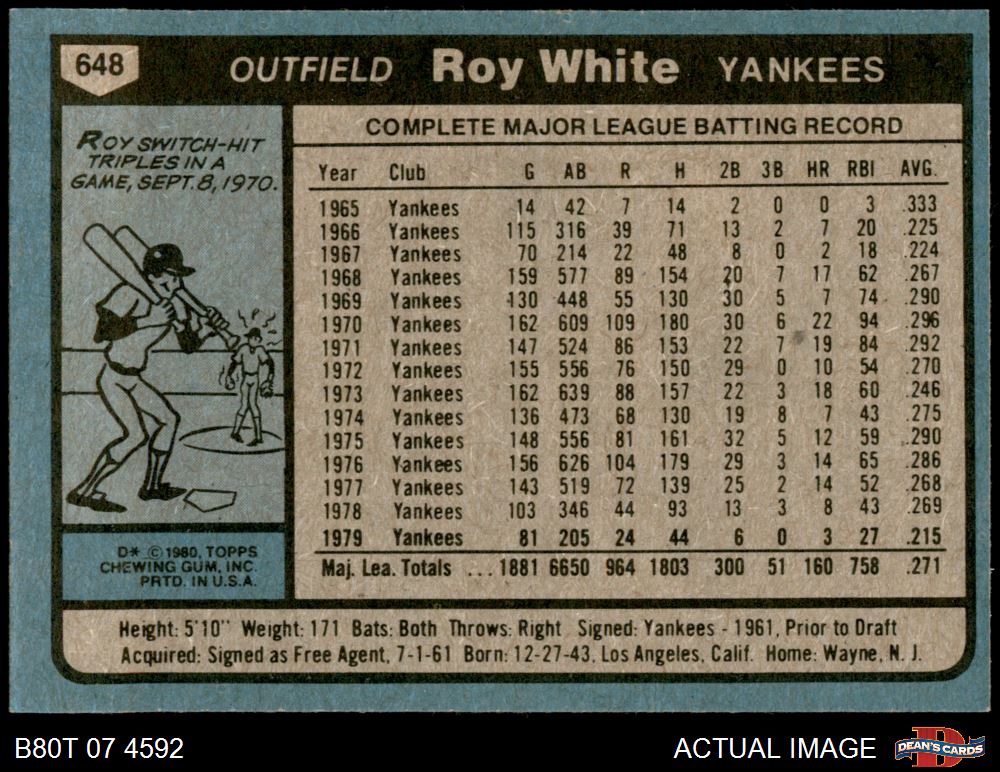 648 OUTFIELD Roy White YANKEES
ROY SWITCH-HIT
TRIPLES IN A
GAME, SEPT. 8, 1970.
D* © 1980, TOPPS
CHEWING GUM, INC.
PRTD. IN U.S.A.
COMPLETE MAJOR LEAGUE BATTING RECORD
Year Club G AB R H 2B 3B HR RBI AVG.
1965 Yankees 14 42 7 14 2 0 0 3 .333
1966 Yankees 115 316 39 71 13 2 7 20 .225
1967 Yankees 70 214 22 48 8 0 2 18 .224
1968 Yankees 159 577 89 154 20 7 17 62 .267
1969 Yankees 130 448 55 130 30 5 7 74 .290
1970 Yankees 162 609 109 180 30 6 22 94 .296
1971 Yankees 147 524 86 153 22 7 19 84 .292
1972 Yankees 155 556 76 150 29 0 10 54 .270
1973 Yankees 162 639 88 157 22 3 18 60 .246
1974 Yankees 136 473 68 130 19 8 7 43 .275
1975 Yankees 148 556 81 161 32 5 12 59 .290
1976 Yankees 156 626 104 179 29 3 14 65 .286
1977 Yankees 143 519 72 139 25 2 14 52 .268
1978 Yankees 103 346 44 93 13 3 8 43 .269
1979 Yankees 81 205 24 44 6 0 3 27 .215
Maj. Lea. Totals ... 1881 6650 964 1803 300 51 160 758 .271
Height: 5'10" Weight: 171 Bats: Both Throws: Right Signed: Yankees - 1961, Prior to Draft
Acquired: Signed as Free Agent, 7-1-61 Born: 12-27-43, Los Angeles, Calif. Home: Wayne, N. J.
B80T 07 4592 ACTUAL IMAGE D DEAN'S CARDS